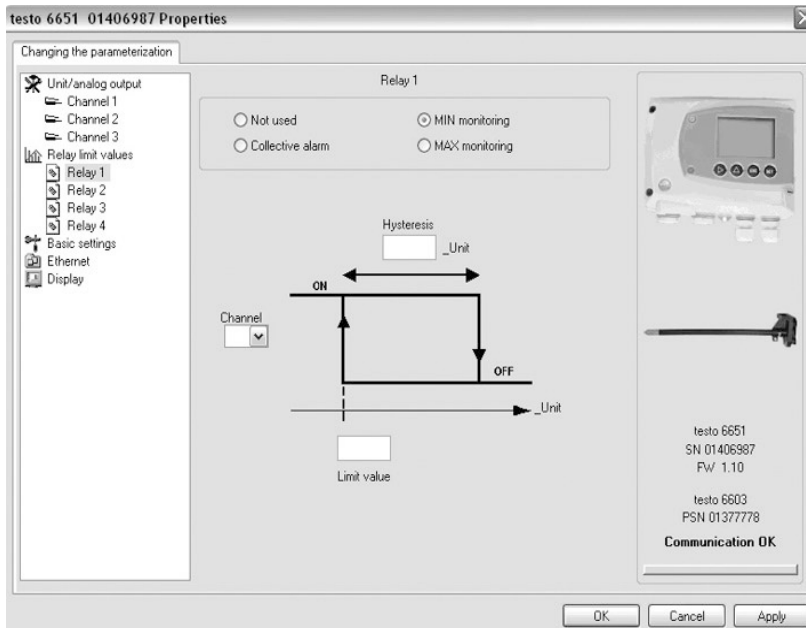 testo 6651 01406987 Properties
Changing the parameterization
Unit/analog output
Channel 1
Channel 2
Channel 3
Relay limit values
Relay 1
Relay 2
Relay 3
Relay 4
Basic settings
Ethernet
Display
Relay 1
Not used
MIN monitoring
Collective alarm
MAX monitoring
Hysteresis
_Unit
ON
Channel
OFF
_Unit
Limit value
testo 6651
SN 01406987
FW 1.10
testo 6603
PSN 01377778
Communication OK
OK
Cancel
Apply